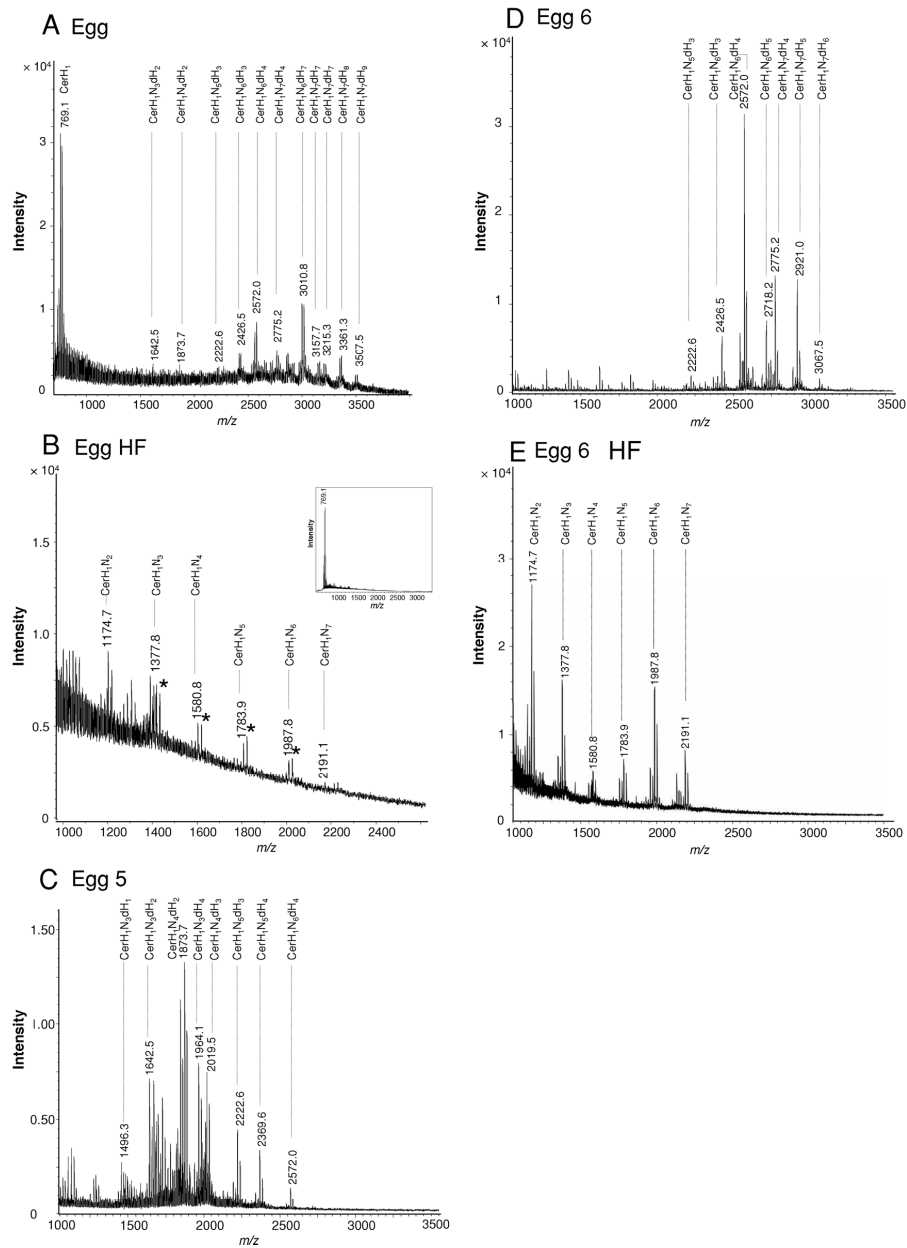 A Egg
× 10⁴
Intensity
3
2
1
0
769.1 CerH₁
CerH₁N₃dH₂
CerH₁N₄dH₂
CerH₁N₅dH₃
CerH₁N₆dH₃
CerH₁N₆dH₄
CerH₁N₇dH₄
CerH₁N₆dH₇
CerH₁N₇dH₇
CerH₁N₇dH₇
CerH₁N₇dH₈
CerH₁N₇dH₉
1642.5
1873.7
2222.6
2426.5
2572.0
2775.2
3010.8
3157.7
3215.3
3361.3
3507.5
1000 1500 2000 2500 3000 3500
m/z
D Egg 6
× 10⁴
Intensity
3
2
1
0
CerH₁N₅dH₃
CerH₁N₆dH₃
CerH₁N₆dH₄
CerH₁N₆dH₅
CerH₁N₇dH₄
CerH₁N₇dH₅
CerH₁N₇dH₆
2222.6
2426.5
2572.0
2718.2
2775.2
2921.0
3067.5
1000 1500 2000 2500 3000 3500
m/z
B Egg HF
× 10⁴
Intensity
1.5
1.0
0.5
0
1174.7 CerH₁N₂
1377.8 CerH₁N₃
1580.8 CerH₁N₄
1783.9 CerH₁N₅
1987.8 CerH₁N₆
2191.1 CerH₁N₇
*
*
*
*
1000 1400 1600 1800 2000 2400
m/z
Intensity
769.1
1000 1500 2000 2500 3000
m/z
E Egg 6 HF
× 10⁴
Intensity
3
2
1
0
1174.7 CerH₁N₂
1377.8 CerH₁N₃
1580.8 CerH₁N₄
1783.9 CerH₁N₅
1987.8 CerH₁N₆
2191.1 CerH₁N₇
1000 1500 2000 2500 3000 3500
m/z
C Egg 5
Intensity
1.50
1.00
0.50
0
CerH₁N₃dH₁
CerH₁N₃dH₂
CerH₁N₄dH₂
CerH₁N₃dH₄
CerH₁N₄dH₃
CerH₁N₅dH₃
CerH₁N₅dH₄
CerH₁N₆dH₄
1496.3
1642.5
1873.7
1964.1
2019.5
2222.6
2369.6
2572.0
1000 1500 2000 2500 3000 3500
m/z